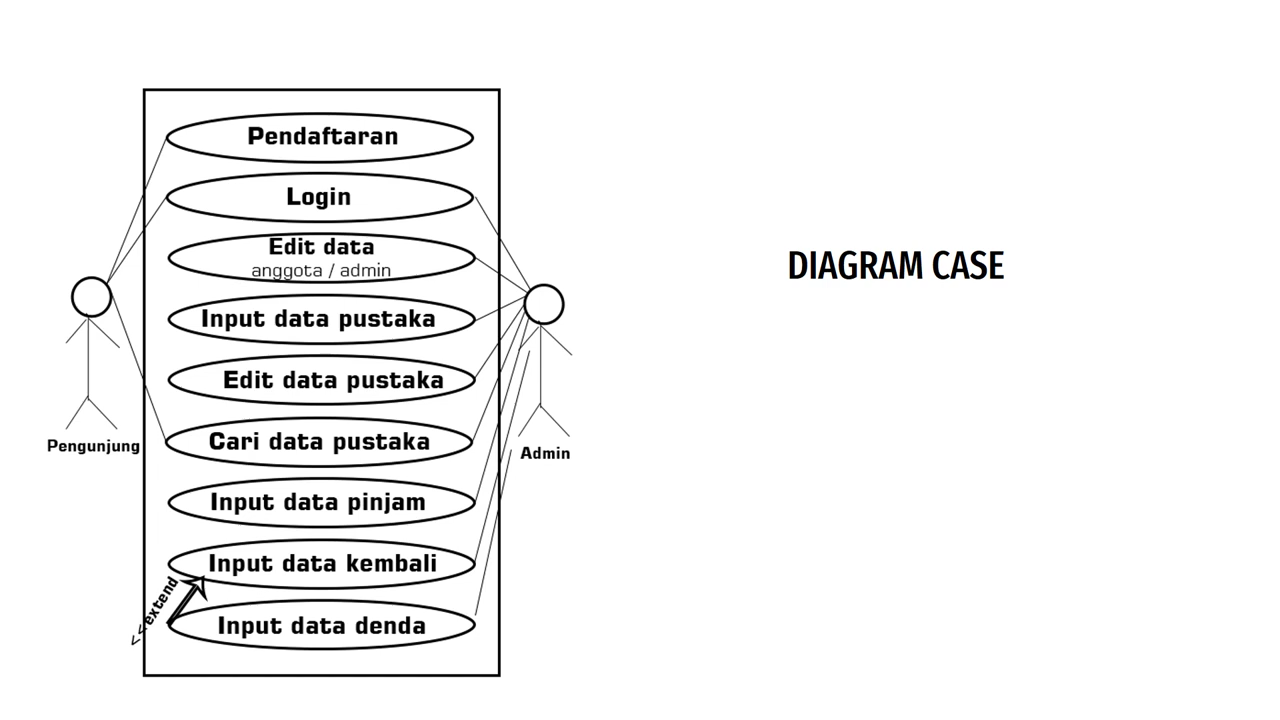 Pendaftaran
Login
Edit data
anggota / admin
Input data pustaka
Edit data pustaka
Cari data pustaka
Input data pinjam
Input data kembali
Input data denda
<<extend
Pengunjung
Admin
DIAGRAM CASE